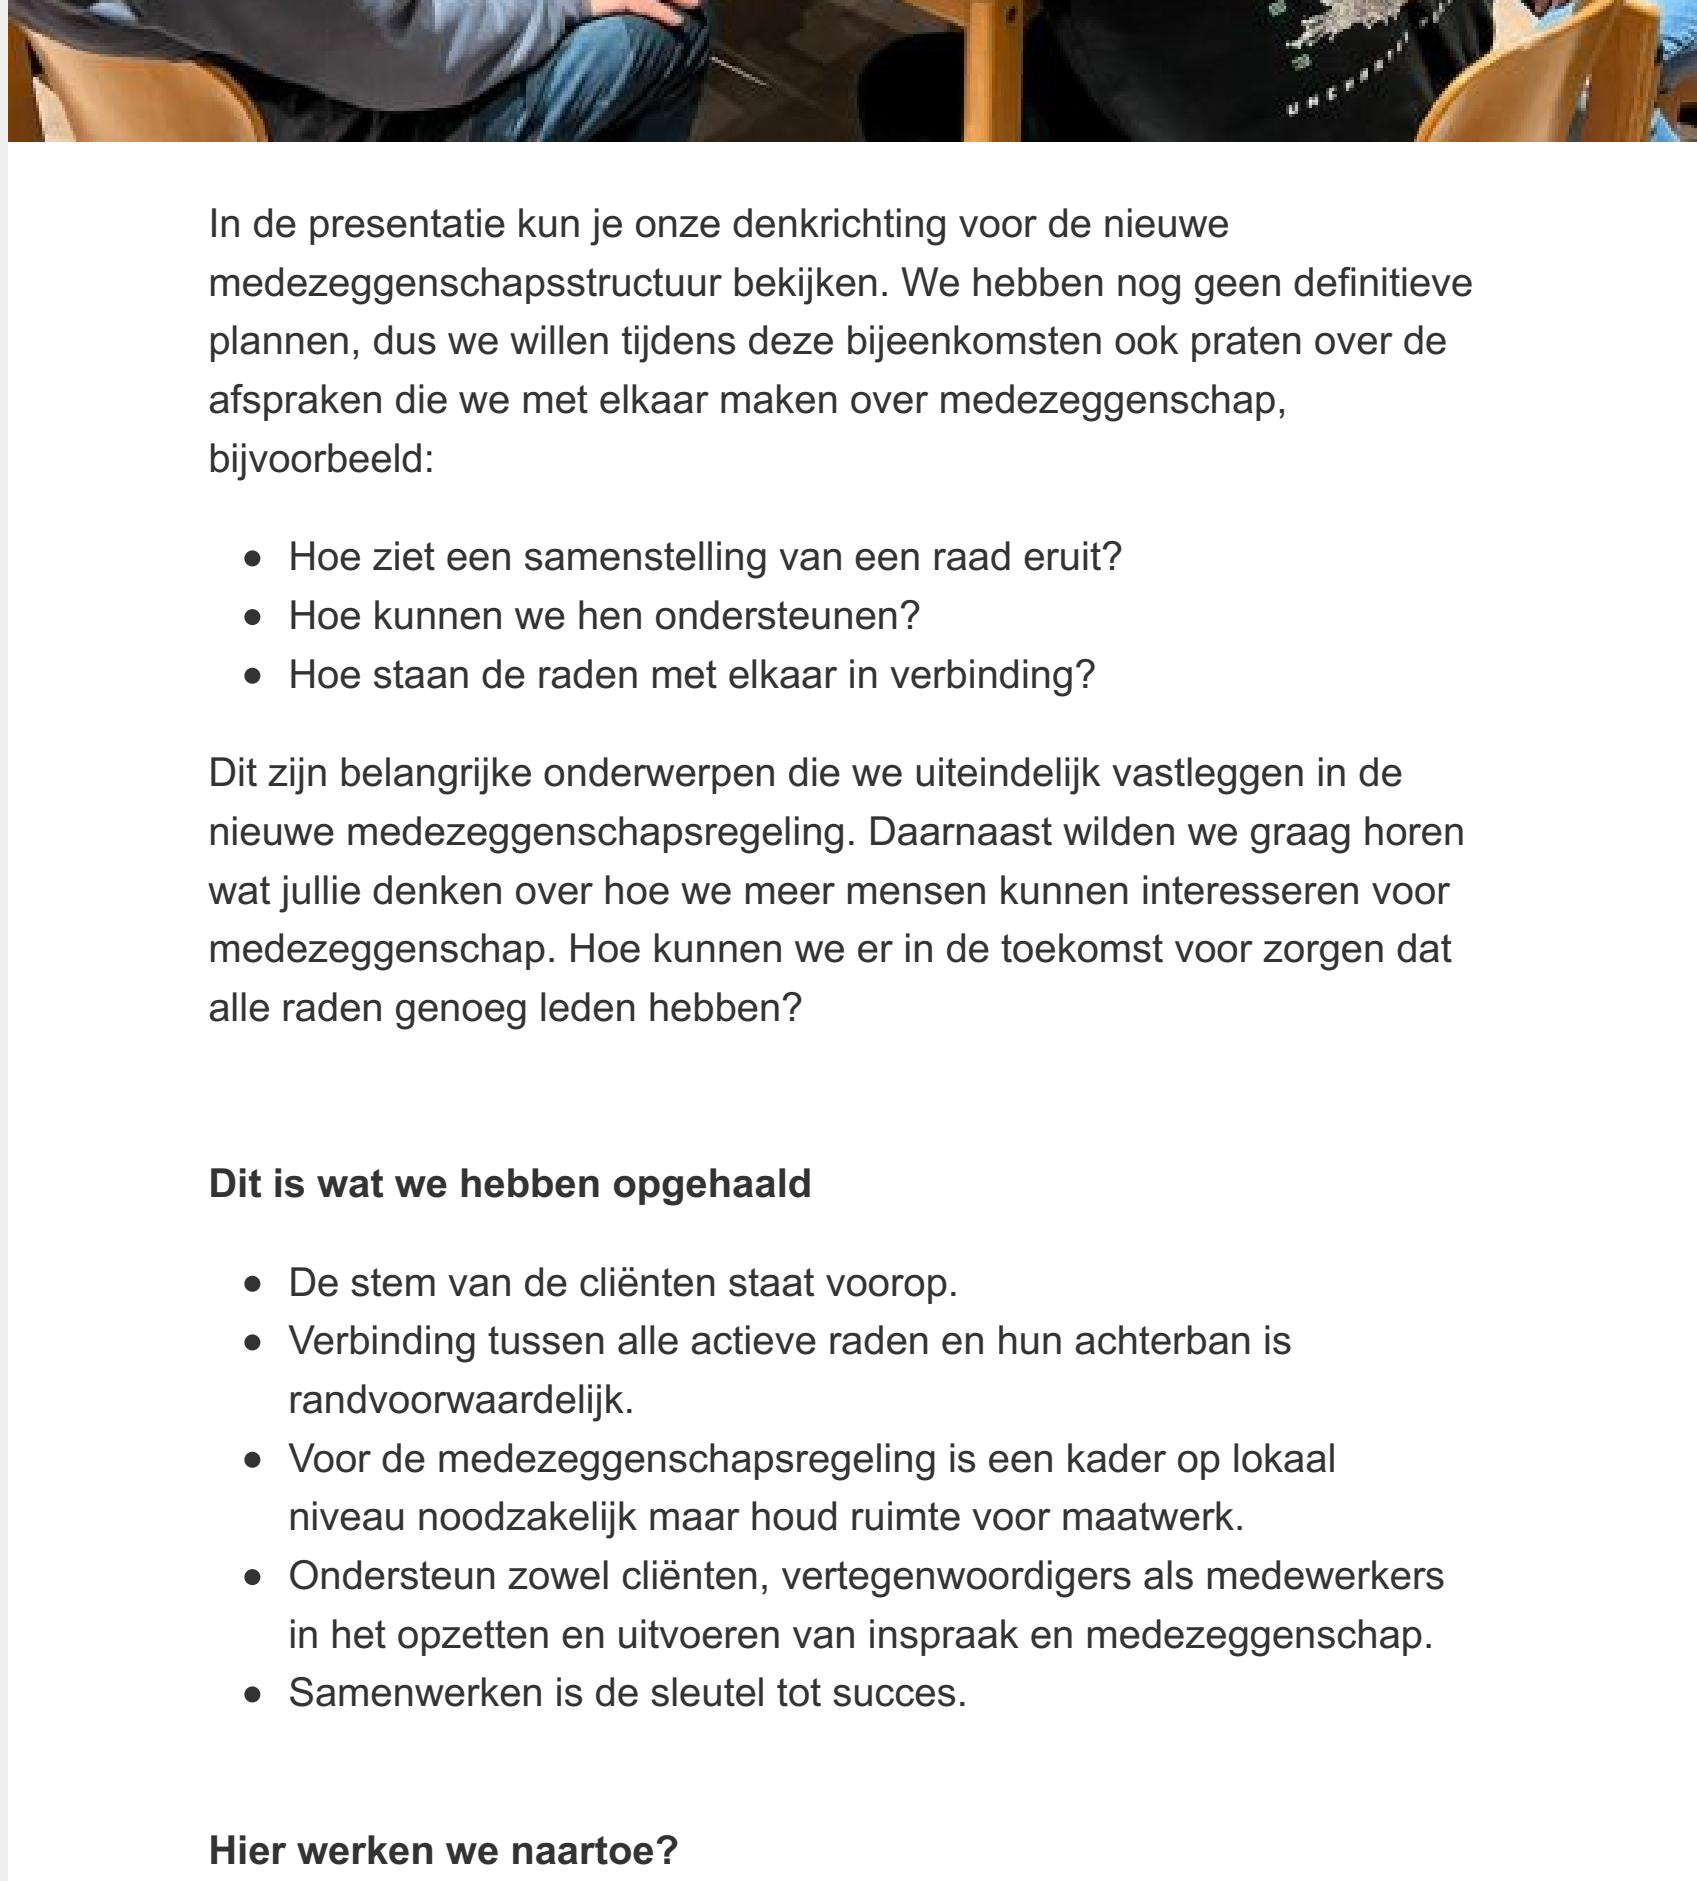 In de presentatie kun je onze denkrichting voor de nieuwe
medezeggenschapsstructuur bekijken. We hebben nog geen definitieve
plannen, dus we willen tijdens deze bijeenkomsten ook praten over de
afspraken die we met elkaar maken over medezeggenschap,
bijvoorbeeld:
● Hoe ziet een samenstelling van een raad eruit?
● Hoe kunnen we hen ondersteunen?
● Hoe staan de raden met elkaar in verbinding?
Dit zijn belangrijke onderwerpen die we uiteindelijk vastleggen in de
nieuwe medezeggenschapsregeling. Daarnaast wilden we graag horen
wat jullie denken over hoe we meer mensen kunnen interesseren voor
medezeggenschap. Hoe kunnen we er in de toekomst voor zorgen dat
alle raden genoeg leden hebben?
Dit is wat we hebben opgehaald
● De stem van de cliënten staat voorop.
● Verbinding tussen alle actieve raden en hun achterban is
randvoorwaardelijk.
● Voor de medezeggenschapsregeling is een kader op lokaal
niveau noodzakelijk maar houd ruimte voor maatwerk.
● Ondersteun zowel cliënten, vertegenwoordigers als medewerkers
in het opzetten en uitvoeren van inspraak en medezeggenschap.
● Samenwerken is de sleutel tot succes.
Hier werken we naartoe?